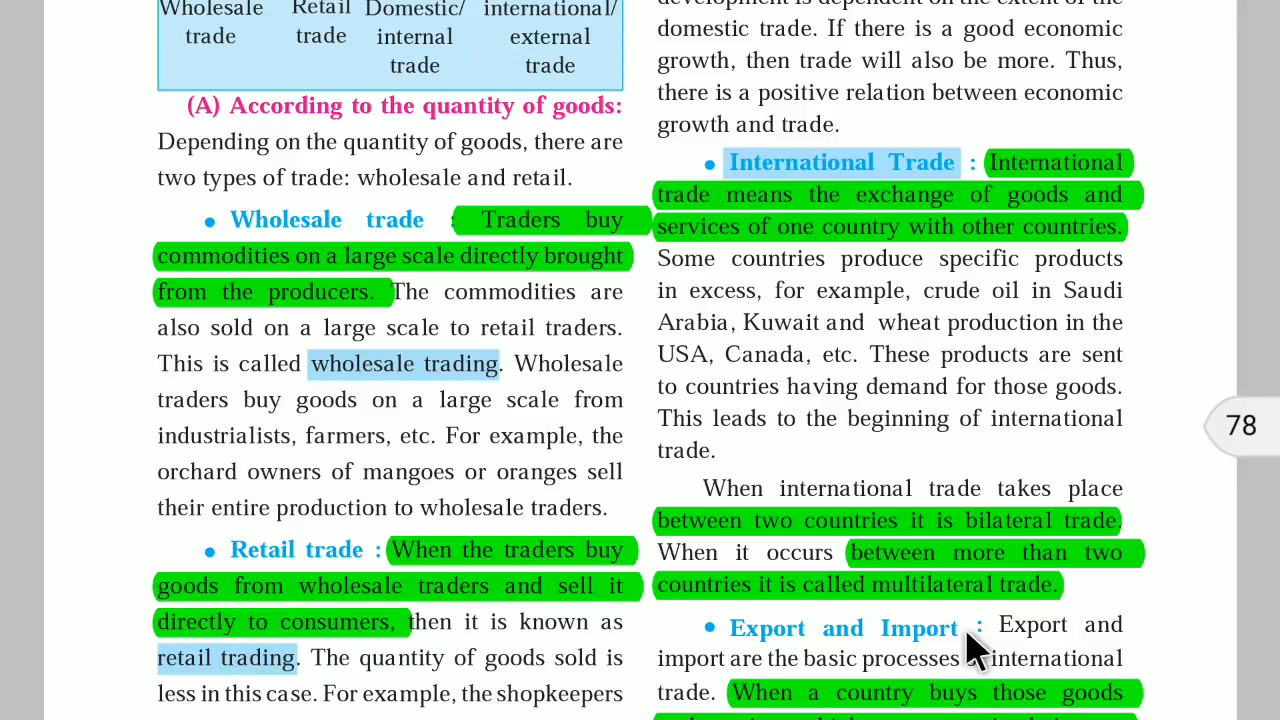 Wholesale Retail Domestic/ international/
trade trade internal external
trade trade
(A) According to the quantity of goods:
Depending on the quantity of goods, there are
two types of trade: wholesale and retail.
• Wholesale trade : Traders buy
commodities on a large scale directly brought
from the producers. The commodities are
also sold on a large scale to retail traders.
This is called wholesale trading. Wholesale
traders buy goods on a large scale from
industrialists, farmers, etc. For example, the
orchard owners of mangoes or oranges sell
their entire production to wholesale traders.
• Retail trade : When the traders buy
goods from wholesale traders and sell it
directly to consumers, then it is known as
retail trading. The quantity of goods sold is
less in this case. For example, the shopkeepers
development is dependent on the extent of the
domestic trade. If there is a good economic
growth, then trade will also be more. Thus,
there is a positive relation between economic
growth and trade.
• International Trade : International
trade means the exchange of goods and
services of one country with other countries.
Some countries produce specific products
in excess, for example, crude oil in Saudi
Arabia, Kuwait and wheat production in the
USA, Canada, etc. These products are sent
to countries having demand for those goods.
This leads to the beginning of international
trade.
When international trade takes place
between two countries it is bilateral trade.
When it occurs between more than two
countries it is called multilateral trade.
• Export and Import : Export and
import are the basic processes international
trade. When a country buys those goods
78